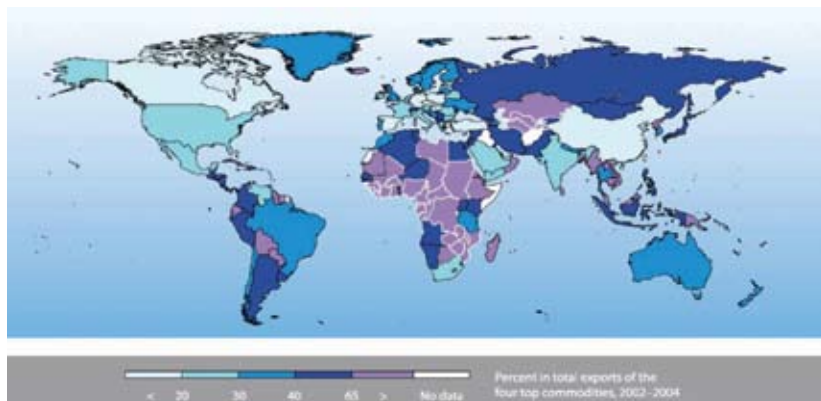 < 20 30 40 65 > No data
Percent in total exports of the
four top commodities, 2002–2004